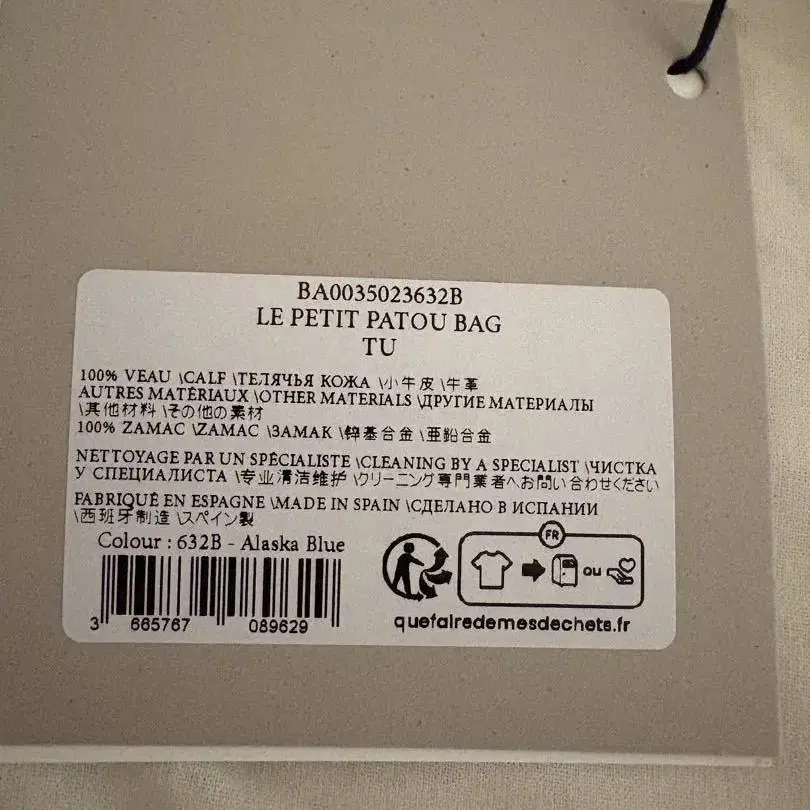 BA0035023632B
LE PETIT PATOU BAG
TU
100% VEAU \CALF \ТЕЛЯЧЬЯ КОЖА \小牛皮 \牛革
AUTRES MATÉRIAUX \OTHER MATERIALS \ДРУГИЕ МАТЕРИАЛЫ
\其他材料 \その他の素材
100% ZAMAC \ZAMAC \ЗАМАК \锌基合金 \亜鉛合金
NETTOYAGE PAR UN SPÉCIALISTE \CLEANING BY A SPECIALIST \ЧИСТКА
У СПЕЦИАЛИСТА \专业清洁维护 \クリーニング専門業者へお問い合わせください
FABRIQUÉ EN ESPAGNE \MADE IN SPAIN \СДЕЛАНО В ИСПАНИИ
\西班牙制造 \スペイン製
Colour : 632B - Alaska Blue
3 665767 089629
FR
ou
quefairedemesdechets.fr